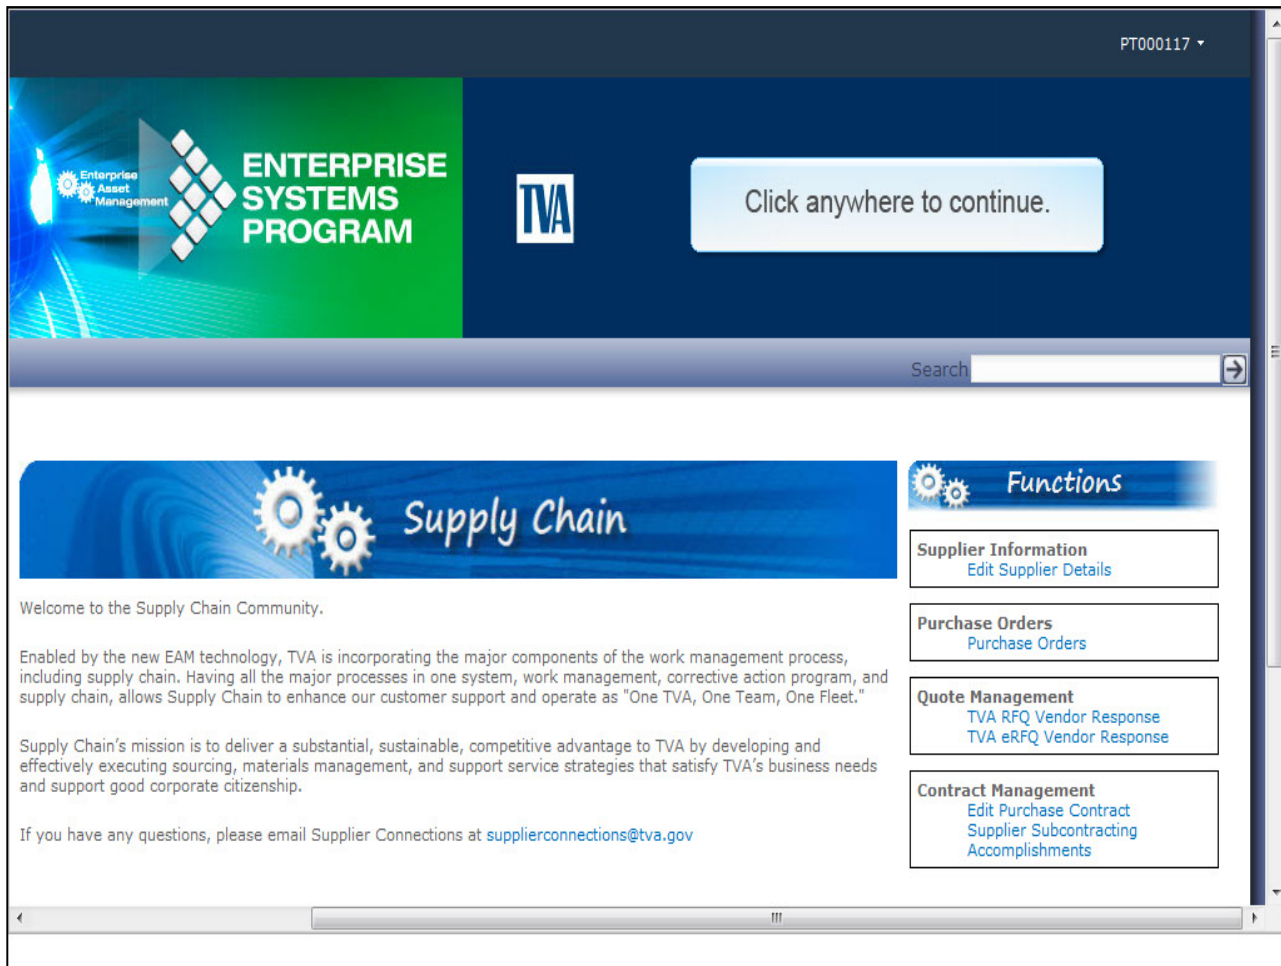 PT000117
Enterprise
Asset
Management
ENTERPRISE
SYSTEMS
PROGRAM
TVA
Click anywhere to continue.
Search
Supply Chain
Welcome to the Supply Chain Community.
Enabled by the new EAM technology, TVA is incorporating the major components of the work management process,
including supply chain. Having all the major processes in one system, work management, corrective action program, and
supply chain, allows Supply Chain to enhance our customer support and operate as "One TVA, One Team, One Fleet."
Supply Chain's mission is to deliver a substantial, sustainable, competitive advantage to TVA by developing and
effectively executing sourcing, materials management, and support service strategies that satisfy TVA's business needs
and support good corporate citizenship.
If you have any questions, please email Supplier Connections at supplierconnections@tva.gov
Functions
Supplier Information
Edit Supplier Details
Purchase Orders
Purchase Orders
Quote Management
TVA RFQ Vendor Response
TVA eRFQ Vendor Response
Contract Management
Edit Purchase Contract
Supplier Subcontracting
Accomplishments